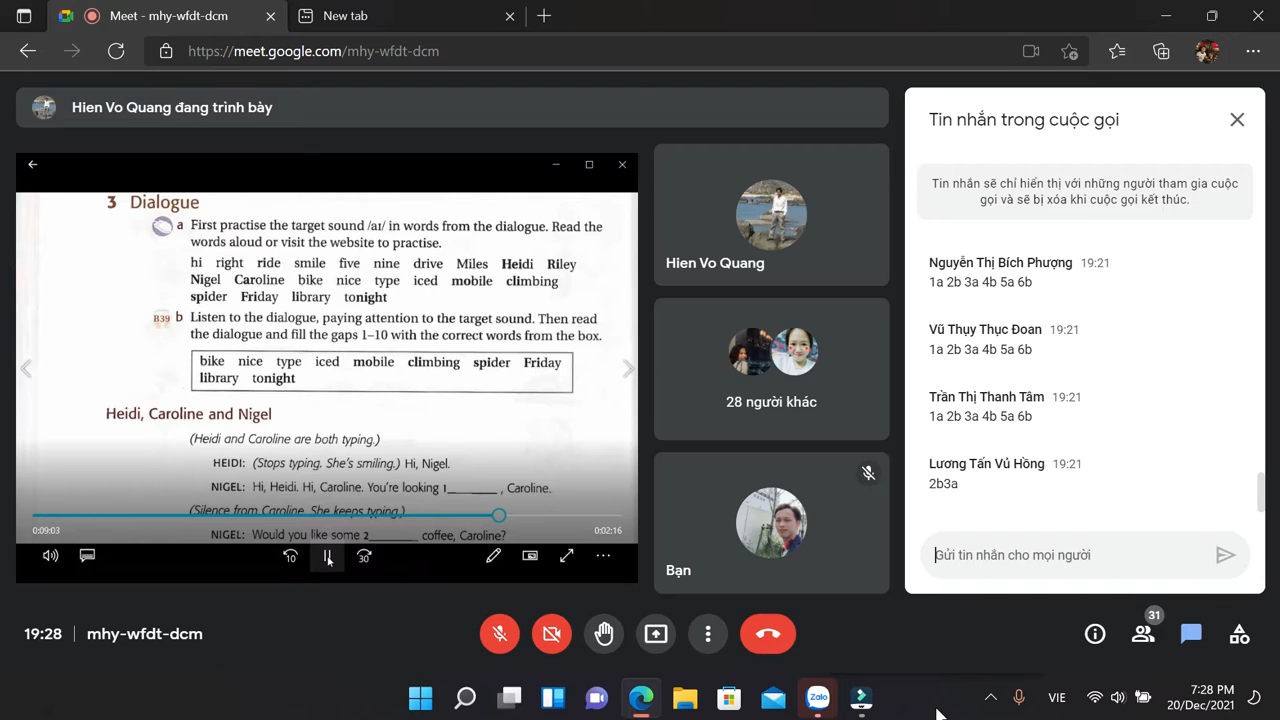 Meet - mhy-wfdt-dcm
New tab
https://meet.google.com/mhy-wfdt-dcm
Hien Vo Quang đang trình bày
3 Dialogue
a First practise the target sound /aɪ/ in words from the dialogue. Read the
words aloud or visit the website to practise.
hi right ride smile five nine drive Miles Heidi Riley
Nigel Caroline bike nice type iced mobile climbing
spider Friday library tonight
B39 b Listen to the dialogue, paying attention to the target sound. Then read
the dialogue and fill the gaps 1–10 with the correct words from the box.
bike nice type iced mobile climbing spider Friday
library tonight
Heidi, Caroline and Nigel
(Heidi and Caroline are both typing.)
HEIDI: (Stops typing. She's smiling.) Hi, Nigel.
NIGEL: Hi, Heidi. Hi, Caroline. You're looking 1________ , Caroline.
(Silence from Caroline. She keeps typing.)
NIGEL: Would you like some 2________ coffee, Caroline?
0:09:03
0:02:16
10
30
Hien Vo Quang
28 người khác
Bạn
Tin nhắn trong cuộc gọi
Tin nhắn sẽ chỉ hiển thị với những người tham gia cuộc
gọi và sẽ bị xóa khi cuộc gọi kết thúc.
Nguyễn Thị Bích Phượng 19:21
1a 2b 3a 4b 5a 6b
Vũ Thụy Thục Đoan 19:21
1a 2b 3a 4b 5a 6b
Trần Thị Thanh Tâm 19:21
1a 2b 3a 4b 5a 6b
Lương Tấn Vủ Hồng 19:21
2b3a
Gửi tin nhắn cho mọi người
19:28 mhy-wfdt-dcm
31
Zalo
VIE
7:28 PM
20/Dec/2021